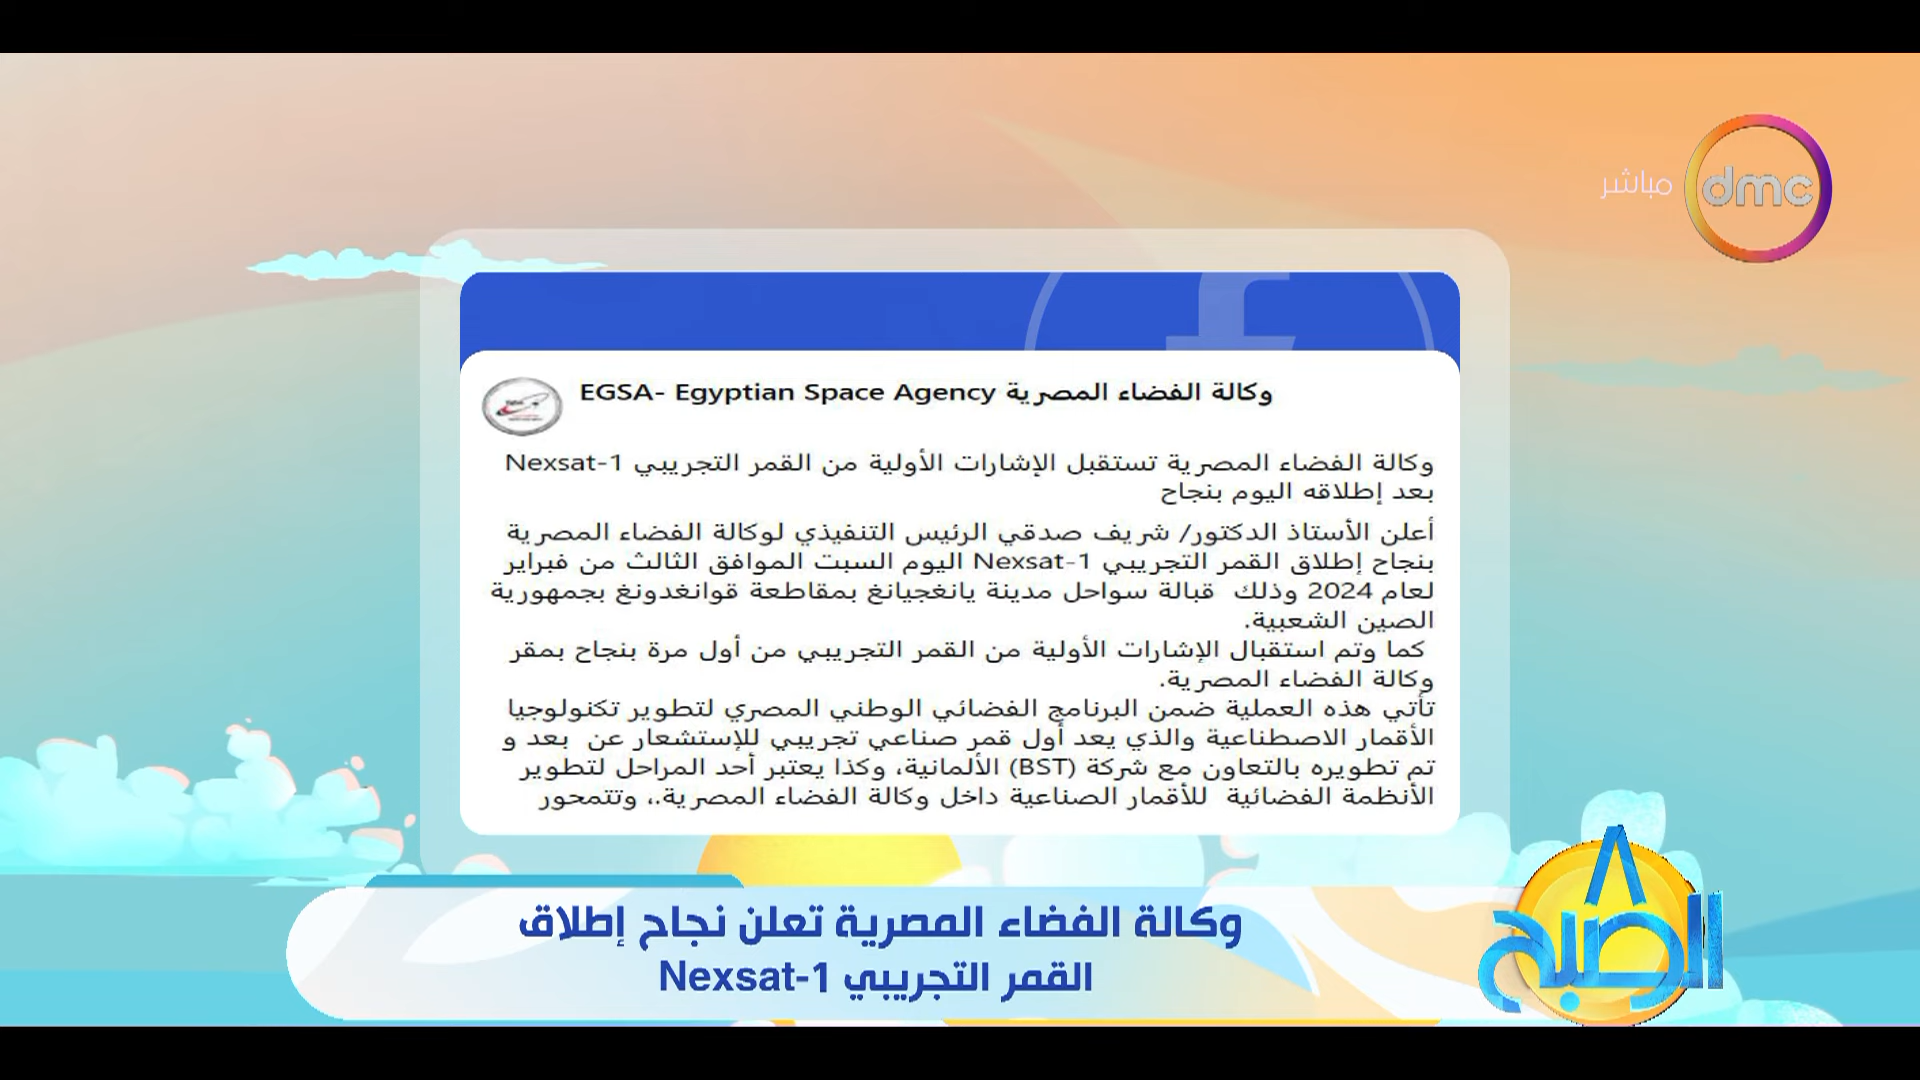 dmc
مباشر
وكالة الفضاء المصرية EGSA- Egyptian Space Agency
وكالة الفضاء المصرية تستقبل الإشارات الأولية من القمر التجريبي Nexsat-1
بعد إطلاقه اليوم بنجاح
أعلن الأستاذ الدكتور/ شريف صدقي الرئيس التنفيذي لوكالة الفضاء المصرية
بنجاح إطلاق القمر التجريبي Nexsat-1 اليوم السبت الموافق الثالث من فبراير
لعام 2024 وذلك قبالة سواحل مدينة يانغجيانغ بمقاطعة قوانغدونغ بجمهورية
الصين الشعبية.
كما وتم استقبال الإشارات الأولية من القمر التجريبي من أول مرة بنجاح بمقر
وكالة الفضاء المصرية.
تأتي هذه العملية ضمن البرنامج الفضائي الوطني المصري لتطوير تكنولوجيا
الأقمار الاصطناعية والذي يعد أول قمر صناعي تجريبي للإستشعار عن بعد و
تم تطويره بالتعاون مع شركة (BST) الألمانية، وكذا يعتبر أحد المراحل لتطوير
الأنظمة الفضائية للأقمار الصناعية داخل وكالة الفضاء المصرية.، وتتمحور
وكالة الفضاء المصرية تعلن نجاح إطلاق
القمر التجريبي Nexsat-1
٨ الصبح